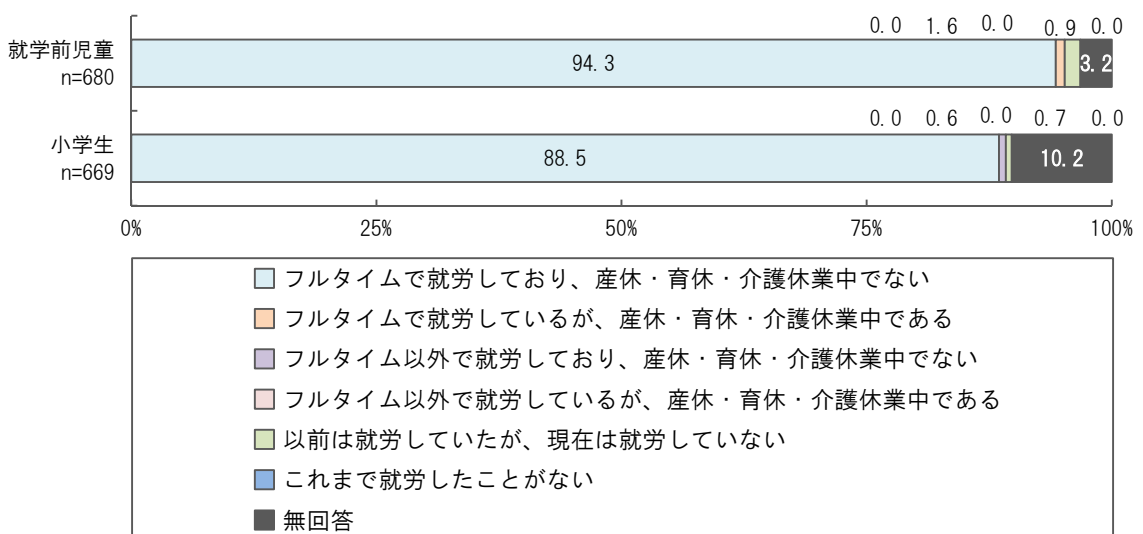 0.0 1.6 0.0 0.9 0.0
就学前児童
n=680
94.3
3.2
0.0 0.6 0.0 0.7 0.0
小学生
n=669
88.5
10.2
0% 25% 50% 75% 100%
フルタイムで就労しており、産休・育休・介護休業中でない
フルタイムで就労しているが、産休・育休・介護休業中である
フルタイム以外で就労しており、産休・育休・介護休業中でない
フルタイム以外で就労しているが、産休・育休・介護休業中である
以前は就労していたが、現在は就労していない
これまで就労したことがない
無回答